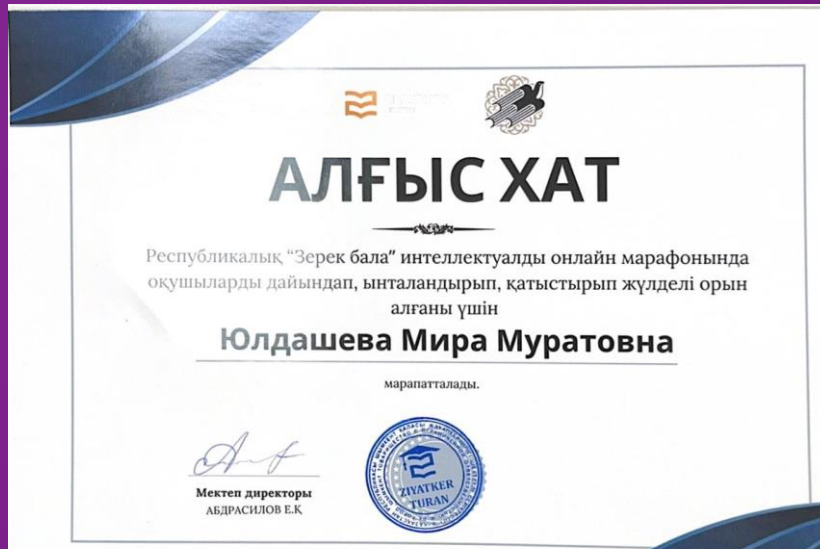 АЛҒЫС ХАТ
Республикалық "Зерек бала" интеллектуалды онлайн марафонында
оқушыларды дайындап, ынталандырып, қатыстырып жүлделі орын
алғаны үшін
Юлдашева Мира Муратовна
марапатталады.
Мектеп директоры
АБДРАСИЛОВ Е.Қ
ZIYATKER
TURAN